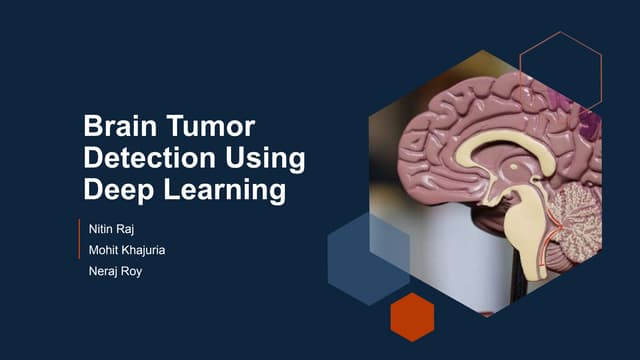 Brain Tumor
Detection Using
Deep Learning
Nitin Raj
Mohit Khajuria
Neraj Roy